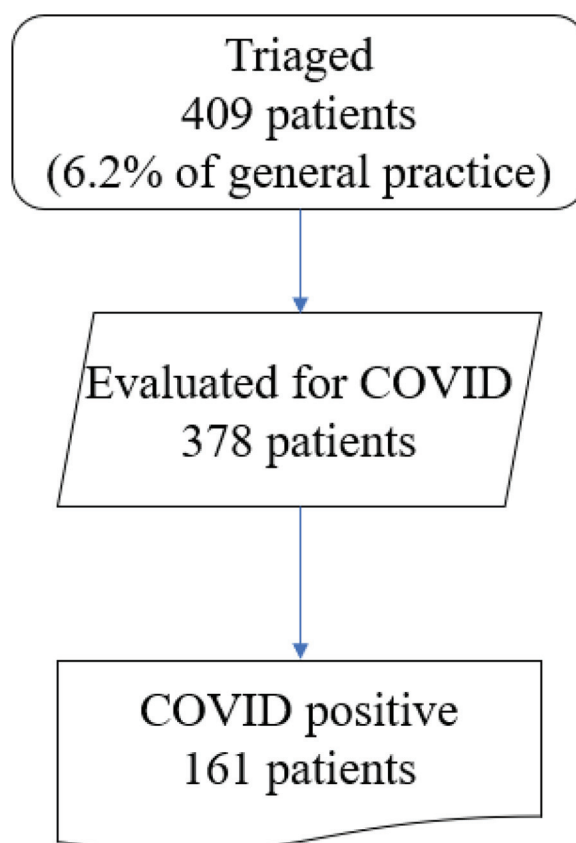 Triaged
409 patients
(6.2% of general practice)
Evaluated for COVID
378 patients
COVID positive
161 patients